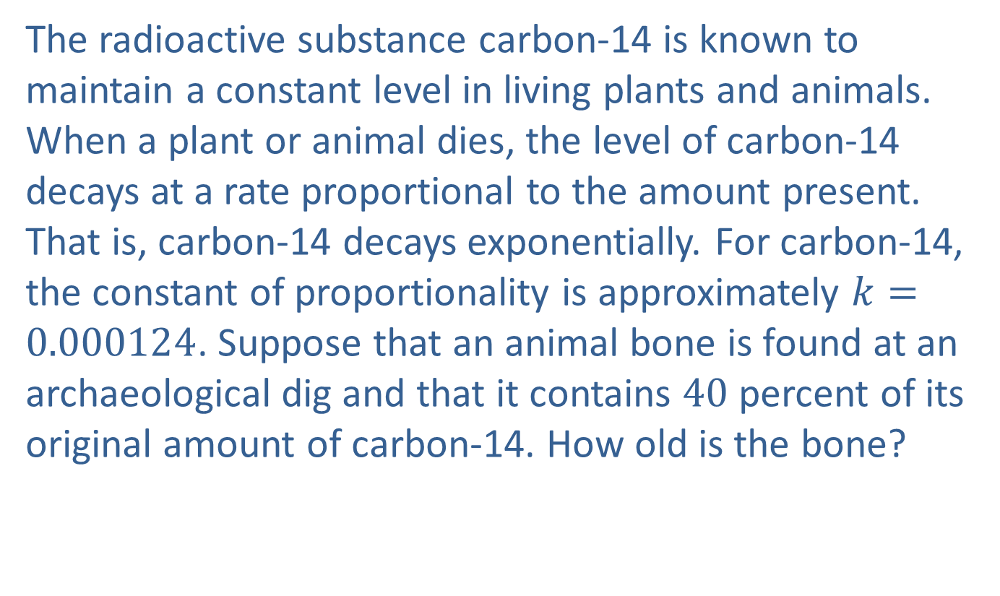 The radioactive substance carbon-14 is known to
maintain a constant level in living plants and animals.
When a plant or animal dies, the level of carbon-14
decays at a rate proportional to the amount present.
That is, carbon-14 decays exponentially. For carbon-14,
the constant of proportionality is approximately k =
0.000124. Suppose that an animal bone is found at an
archaeological dig and that it contains 40 percent of its
original amount of carbon-14. How old is the bone?